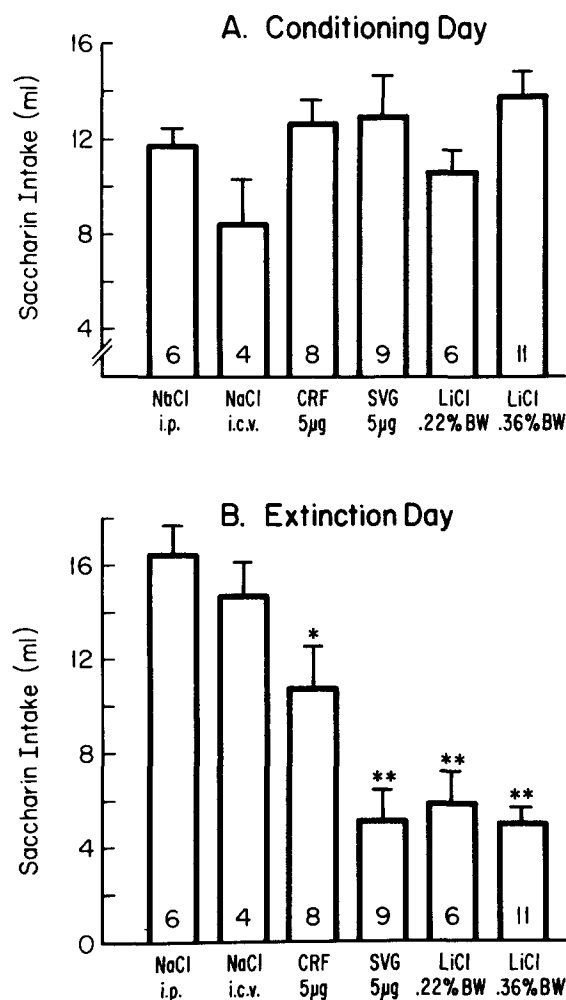 A. Conditioning Day
Saccharin Intake (ml)
16
12
8
4
6 4 8 9 6 11
NaCl NaCl CRF SVG LiCl LiCl
i.p. i.c.v. 5µg 5µg .22%BW .36%BW
B. Extinction Day
Saccharin Intake (ml)
16
12
8
4
0
* ** ** **
6 4 8 9 6 11
NaCl NaCl CRF SVG LiCl LiCl
i.p. i.c.v. 5µg 5µg .22%BW .36%BW